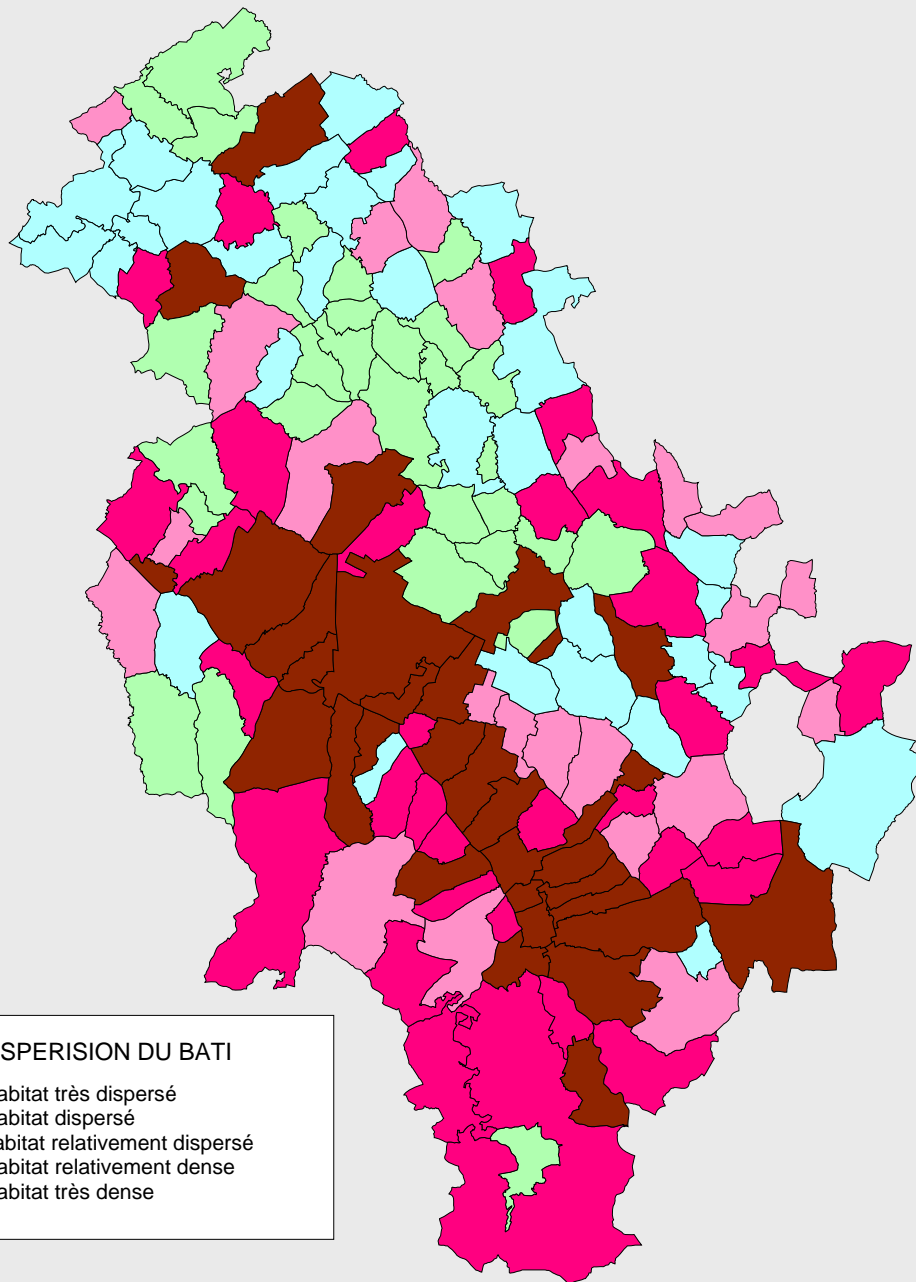 SPERISION DU BATI
abitat très dispersé
abitat dispersé
abitat relativement dispersé
abitat relativement dense
abitat très dense